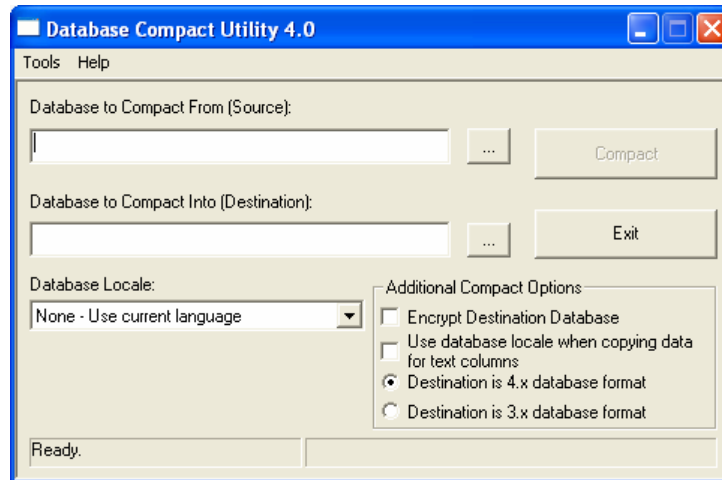 Database Compact Utility 4.0
Tools Help
Database to Compact From (Source):
...
Compact
Database to Compact Into (Destination):
...
Exit
Database Locale:
None - Use current language
Additional Compact Options
Encrypt Destination Database
Use database locale when copying data
for text columns
Destination is 4.x database format
Destination is 3.x database format
Ready.